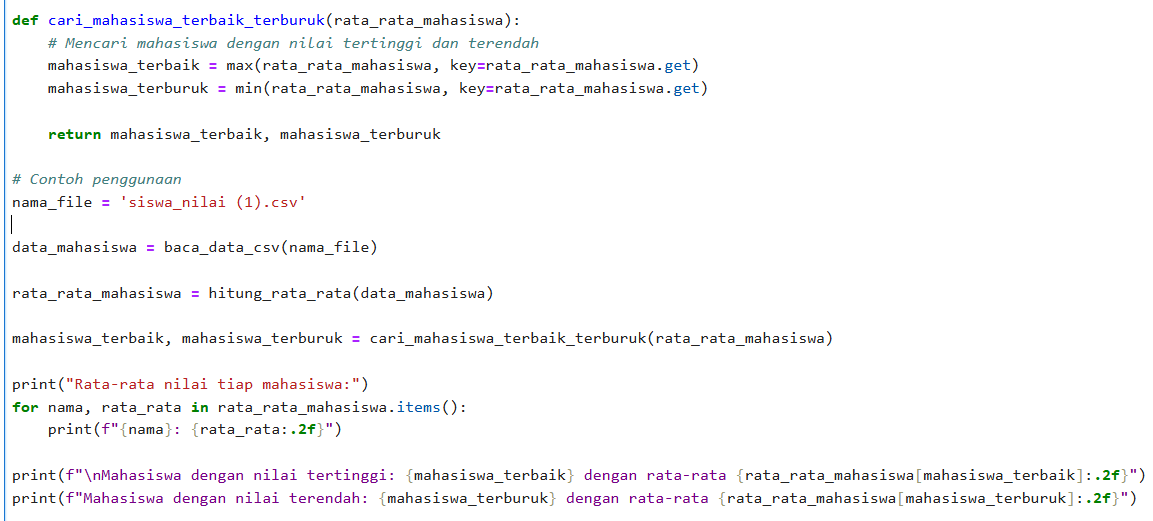 def cari_mahasiswa_terbaik_terburuk(rata_rata_mahasiswa):
    # Mencari mahasiswa dengan nilai tertinggi dan terendah
    mahasiswa_terbaik = max(rata_rata_mahasiswa, key=rata_rata_mahasiswa.get)
    mahasiswa_terburuk = min(rata_rata_mahasiswa, key=rata_rata_mahasiswa.get)

    return mahasiswa_terbaik, mahasiswa_terburuk

# Contoh penggunaan
nama_file = 'siswa_nilai (1).csv'

data_mahasiswa = baca_data_csv(nama_file)

rata_rata_mahasiswa = hitung_rata_rata(data_mahasiswa)

mahasiswa_terbaik, mahasiswa_terburuk = cari_mahasiswa_terbaik_terburuk(rata_rata_mahasiswa)

print("Rata-rata nilai tiap mahasiswa:")
for nama, rata_rata in rata_rata_mahasiswa.items():
    print(f"{nama}: {rata_rata:.2f}")

print(f"\nMahasiswa dengan nilai tertinggi: {mahasiswa_terbaik} dengan rata-rata {rata_rata_mahasiswa[mahasiswa_terbaik]:.2f}")
print(f"Mahasiswa dengan nilai terendah: {mahasiswa_terburuk} dengan rata-rata {rata_rata_mahasiswa[mahasiswa_terburuk]:.2f}")